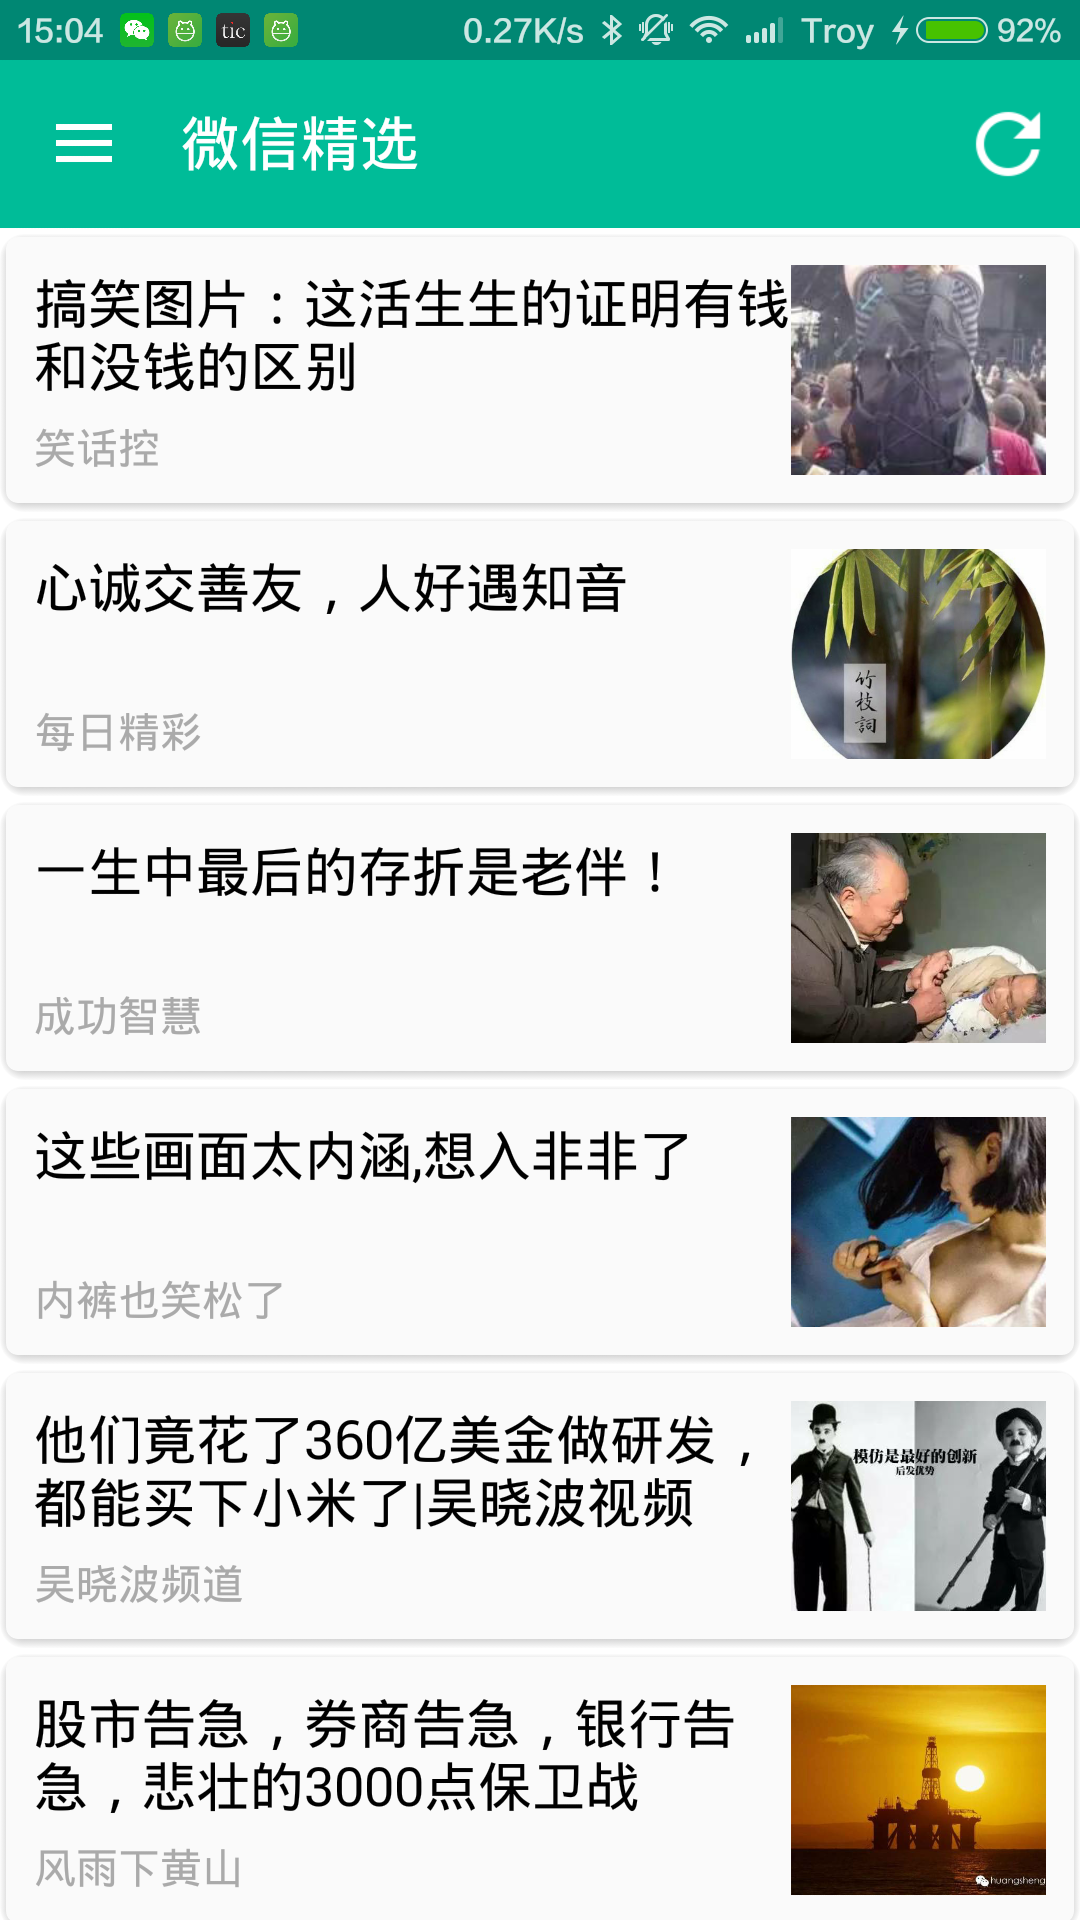 15:04 tic 0.27K/s Troy 92%
微信精选
搞笑图片：这活生生的证明有钱
和没钱的区别
笑话控
心诚交善友，人好遇知音
每日精彩
竹枝詞
一生中最后的存折是老伴！
成功智慧
这些画面太内涵,想入非非了
内裤也笑松了
他们竟花了360亿美金做研发，
都能买下小米了|吴晓波视频
吴晓波频道
模仿是最好的创新
后发优势
股市告急，券商告急，银行告
急，悲壮的3000点保卫战
风雨下黄山
huangsheng